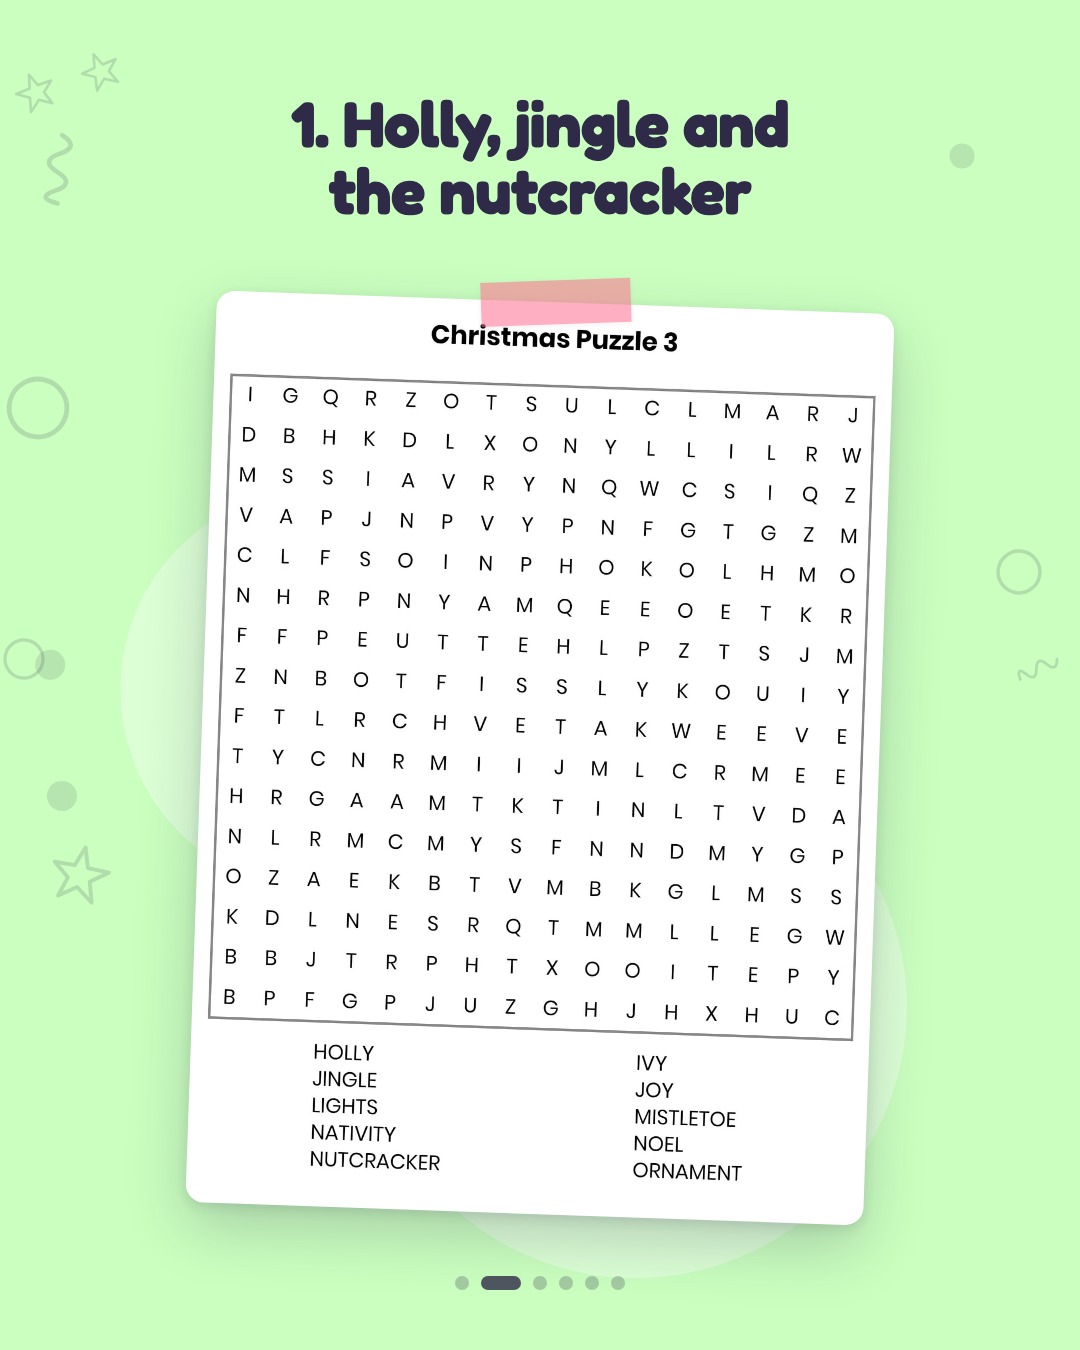 1. Holly, jingle and
the nutcracker
Christmas Puzzle 3
I G Q R Z O T S U L C L M A R J
D B H K D L X O N Y L L I L R W
M S S I A V R Y N Q W C S I Q Z
V A P J N P V Y P N F G T G Z M
C L F S O I N P H O K O L H M O
N H R P N Y A M Q E E O E T K R
F F P E U T T E H L P Z T S J M
Z N B O T F I S S L Y K O U I Y
F T L R C H V E T A K W E E V E
T Y C N R M I I J M L C R M E E
H R G A A M T K T I N L T V D A
N L R M C M Y S F N N D M Y G P
O Z A E K B T V M B K G L M S S
K D L N E S R Q T M M L L E G W
B B J T R P H T X O O I T E P Y
B P F G P J U Z G H J H X H U C
HOLLY
JINGLE
LIGHTS
NATIVITY
NUTCRACKER
IVY
JOY
MISTLETOE
NOEL
ORNAMENT